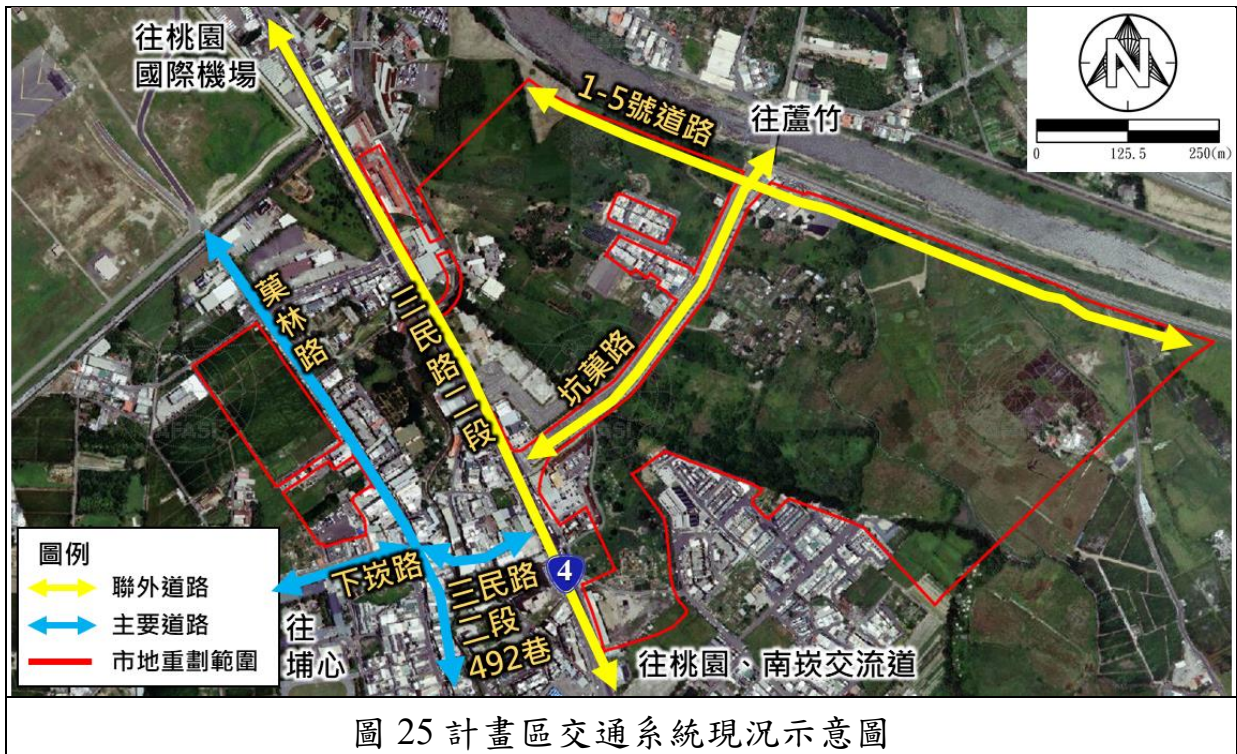 往桃園
國際機場
1-5號道路
往蘆竹
N
0 125.5 250(m)
菓林路
三民路二段
坑菓路
圖例
聯外道路
主要道路
市地重劃範圍
下崁路
往
埔心
三民路
二段
492巷
4
往桃園、南崁交流道
圖 25 計畫區交通系統現況示意圖